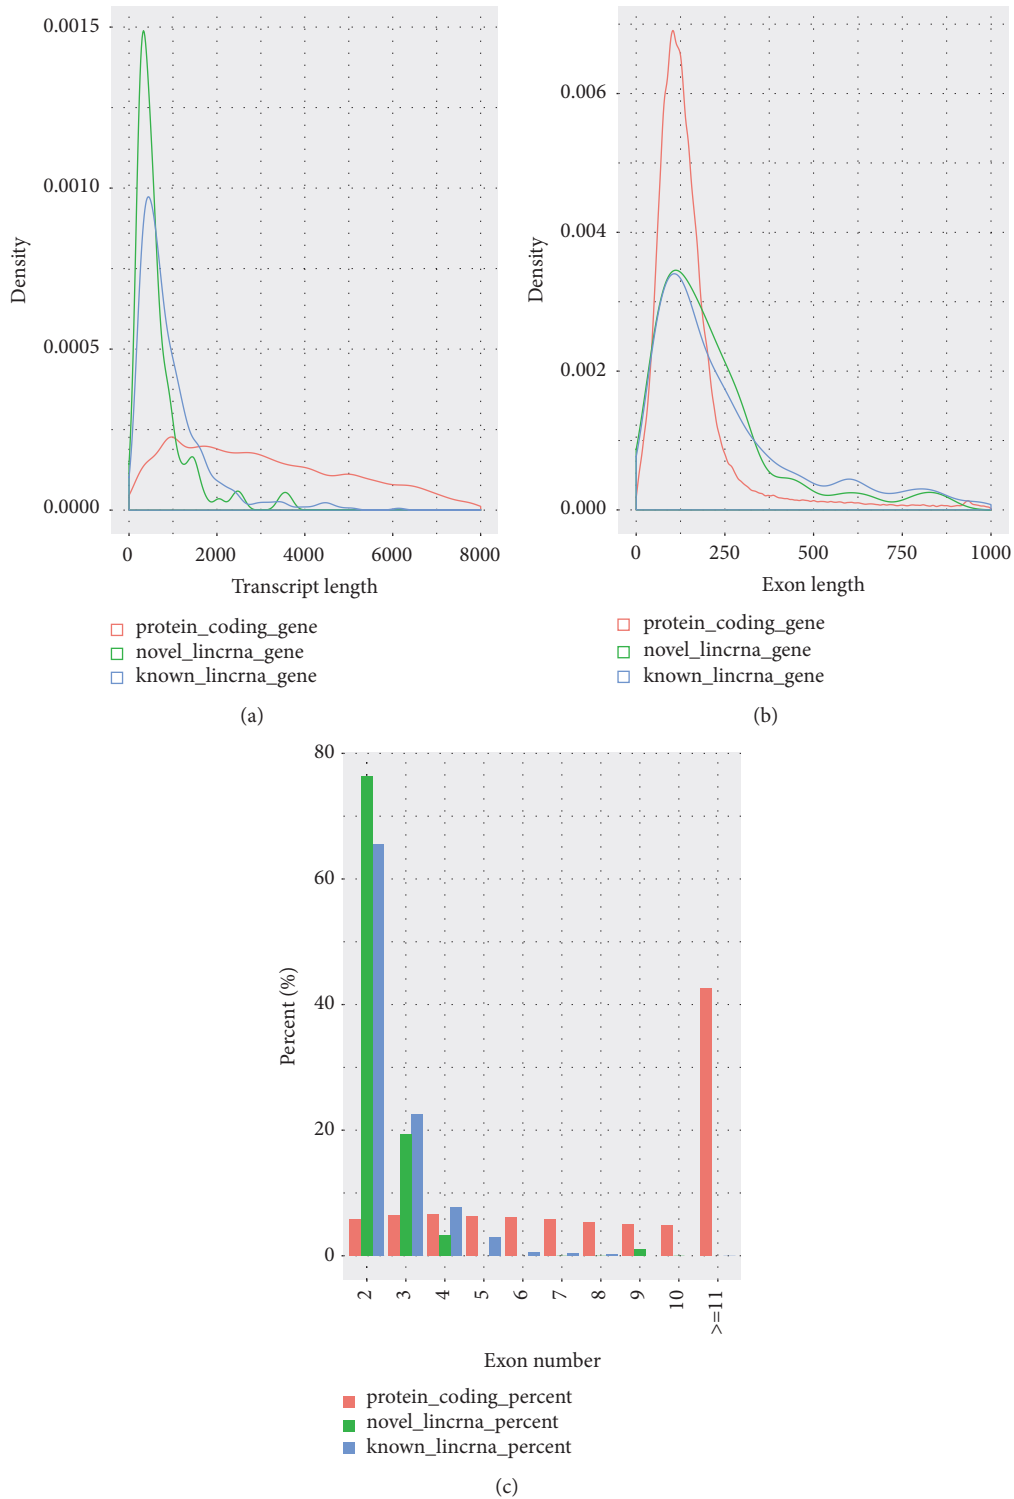 0.0015
0.0010
0.0005
0.0000
Density
0 2000 4000 6000 8000
Transcript length
protein_coding_gene
novel_lincrna_gene
known_lincrna_gene
(a)
0.006
0.004
0.002
0.000
Density
0 250 500 750 1000
Exon length
protein_coding_gene
novel_lincrna_gene
known_lincrna_gene
(b)
80
60
40
20
0
Percent (%)
2 3 4 5 6 7 8 9 10 >=11
Exon number
protein_coding_percent
novel_lincrna_percent
known_lincrna_percent
(c)